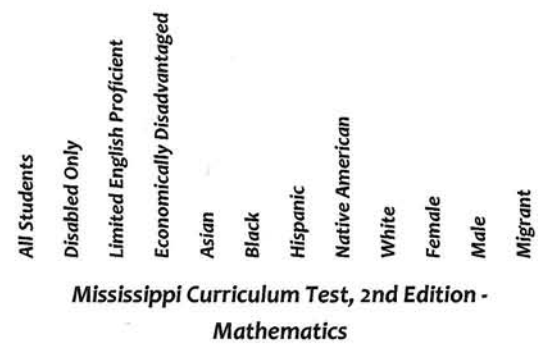 All Students
Disabled Only
Limited English Proficient
Economically Disadvantaged
Asian
Black
Hispanic
Native American
White
Female
Male
Migrant
Mississippi Curriculum Test, 2nd Edition -
Mathematics